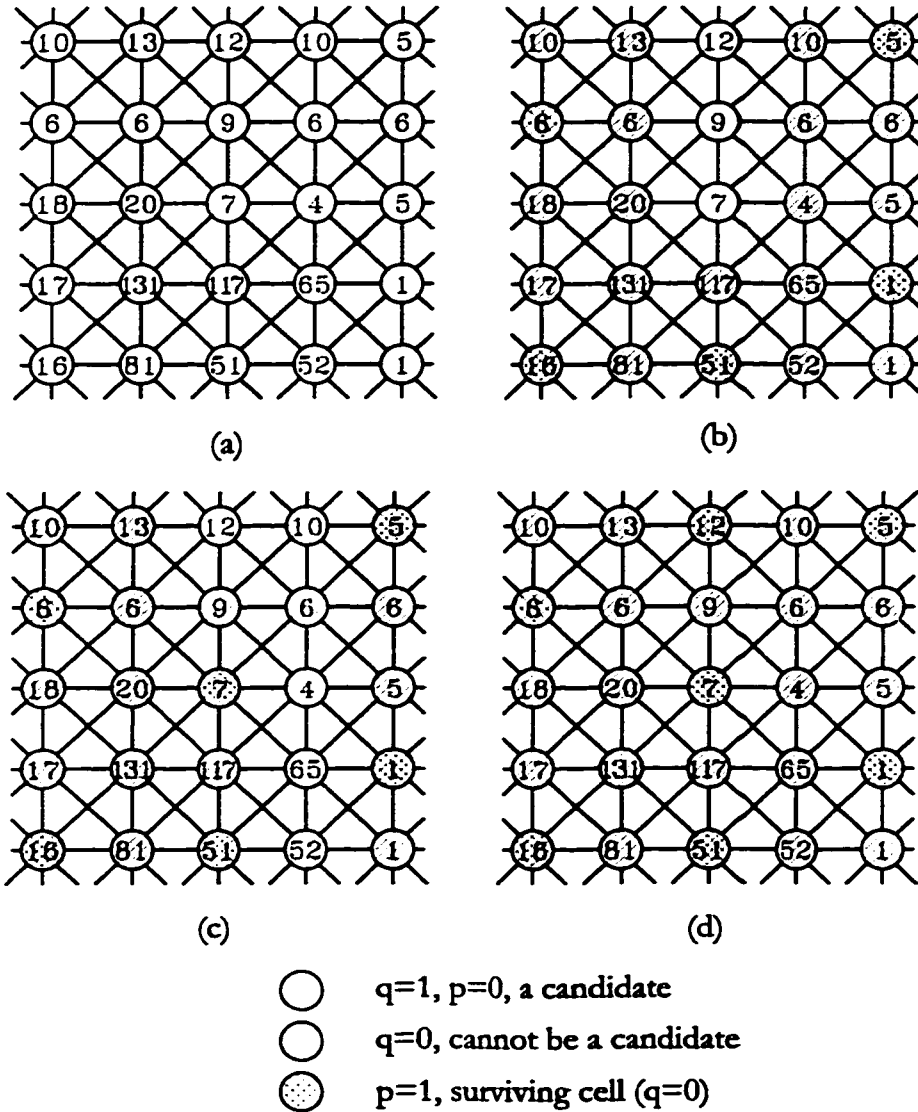 10 13 12 10 5 10 13 12 10 5
6 6 9 6 6 6 6 9 6 6
18 20 7 4 5 18 20 7 4 5
17 131 117 65 1 17 131 117 65 1
16 81 51 52 1 16 81 51 52 1
(a) (b)
10 13 12 10 5 10 13 12 10 5
6 6 9 6 6 6 6 9 6 6
18 20 7 4 5 18 20 7 4 5
17 131 117 65 1 17 131 117 65 1
16 81 51 52 1 16 81 51 52 1
(c) (d)
q=1, p=0, a candidate
q=0, cannot be a candidate
p=1, surviving cell (q=0)